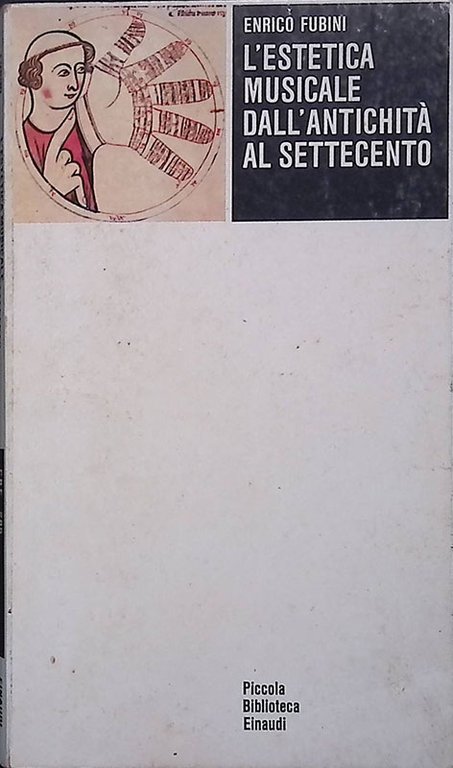 ENRICO FUBINI
L'ESTETICA
MUSICALE
DALL'ANTICHITÀ
AL SETTECENTO
Piccola
Biblioteca
Einaudi